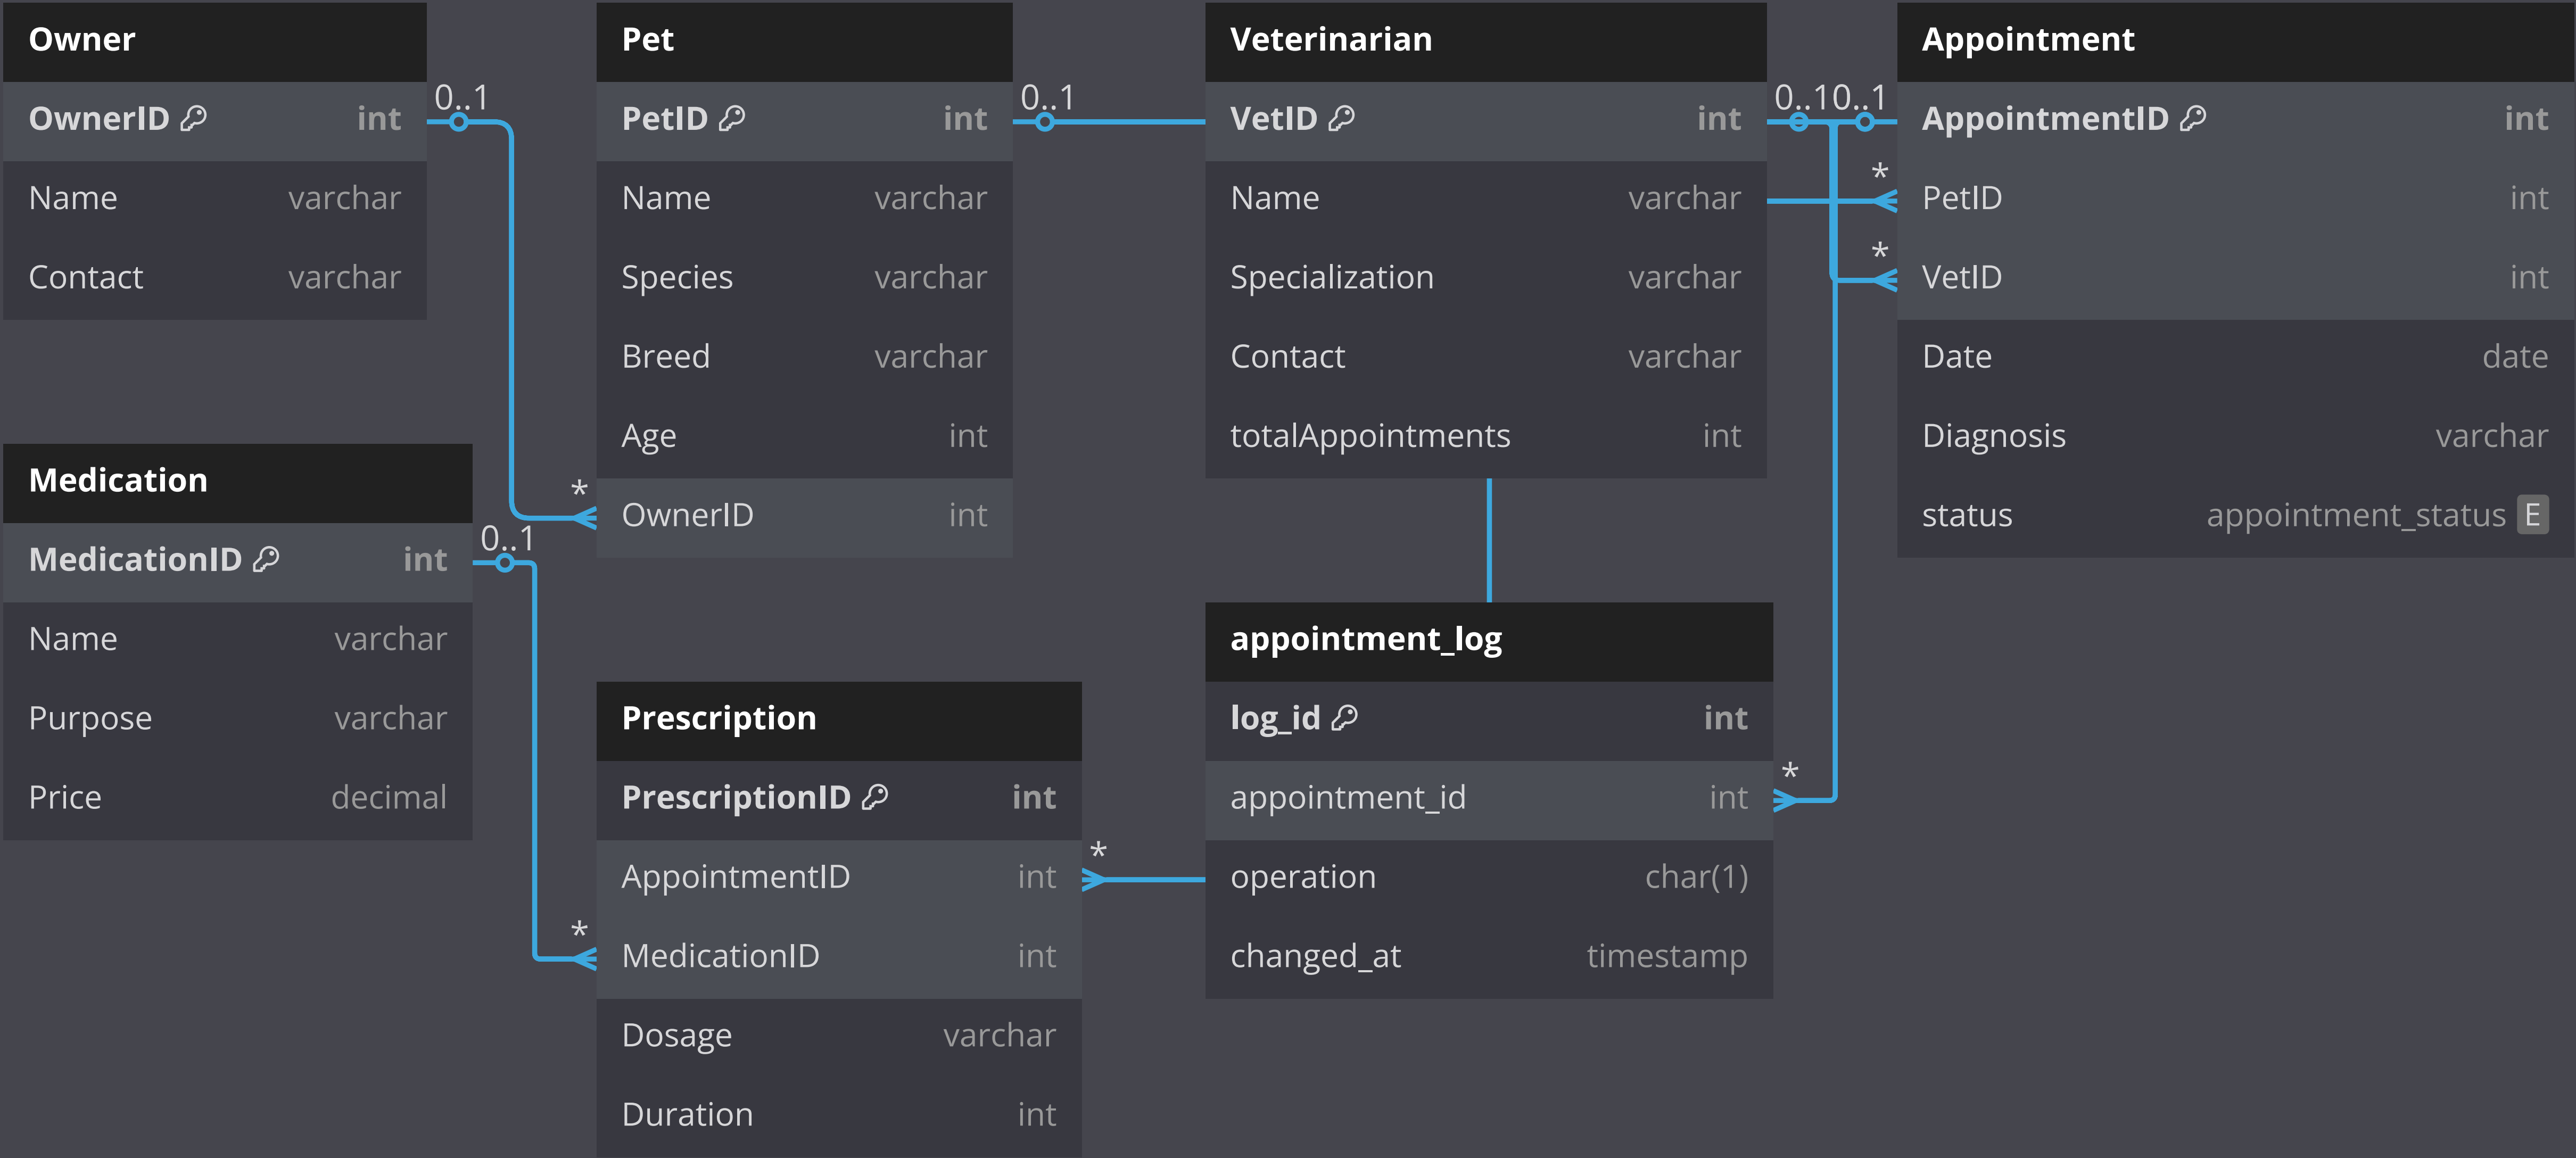 Owner
OwnerID int
Name varchar
Contact varchar
0..1
Pet
PetID int
Name varchar
Species varchar
Breed varchar
Age int
* OwnerID int
0..1
Veterinarian
VetID int
Name varchar
Specialization varchar
Contact varchar
totalAppointments int
0..1 0..1
Appointment
AppointmentID int
* PetID int
* VetID int
Date date
Diagnosis varchar
status appointment_status E
Medication
MedicationID int
Name varchar
Purpose varchar
Price decimal
0..1
Prescription
PrescriptionID int
AppointmentID int *
* MedicationID int
Dosage varchar
Duration int
appointment_log
log_id int
appointment_id int *
operation char(1)
changed_at timestamp